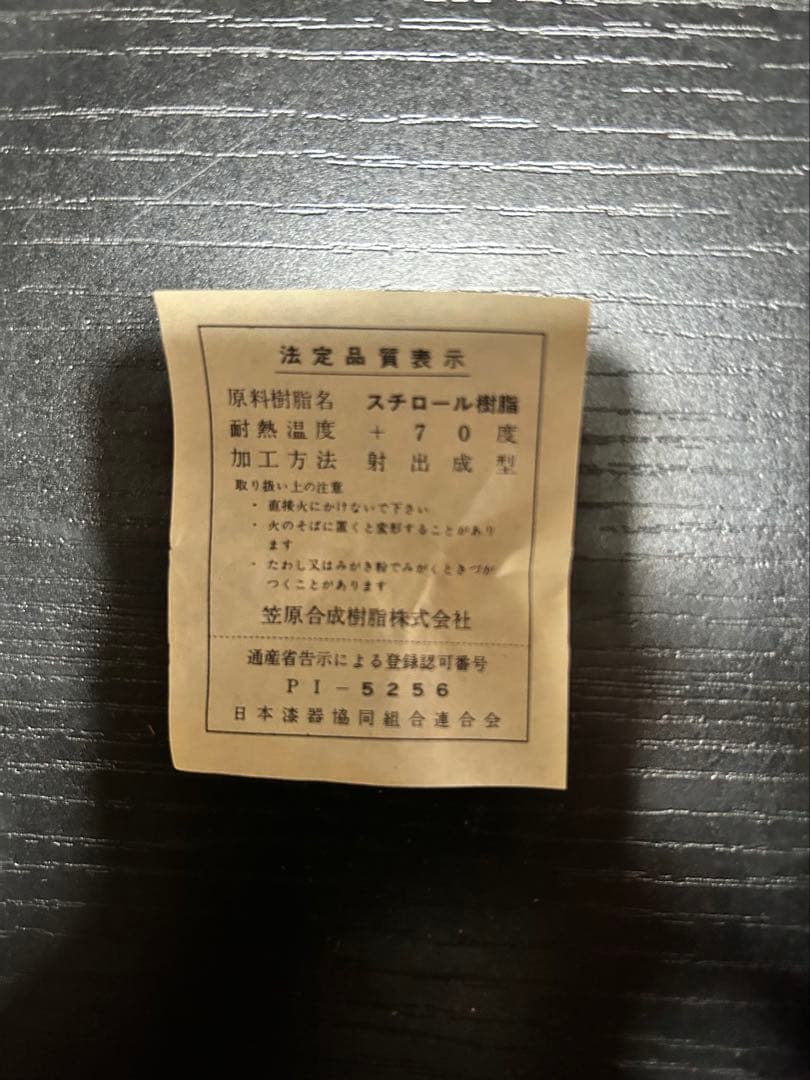 法定品質表示
原料樹脂名 スチロール樹脂
耐熱温度 +70度
加工方法 射出成型
取り扱い上の注意
・直接火にかけないで下さい
・火のそばに置くと変形することがあり
ます
・たわし又はみがき粉でみがくときづが
つくことがあります
笠原合成樹脂株式会社
通産省告示による登録認可番号
PI-5256
日本漆器協同組合連合会